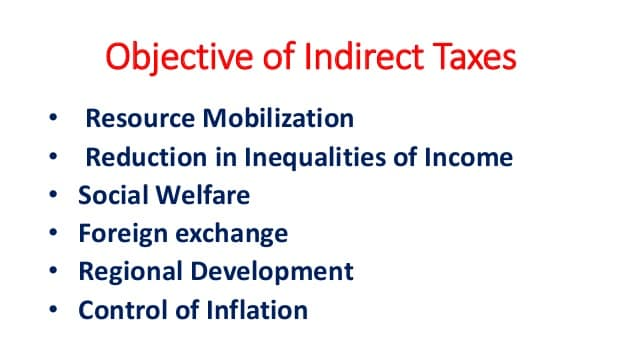 Objective of Indirect Taxes
• Resource Mobilization
• Reduction in Inequalities of Income
• Social Welfare
• Foreign exchange
• Regional Development
• Control of Inflation